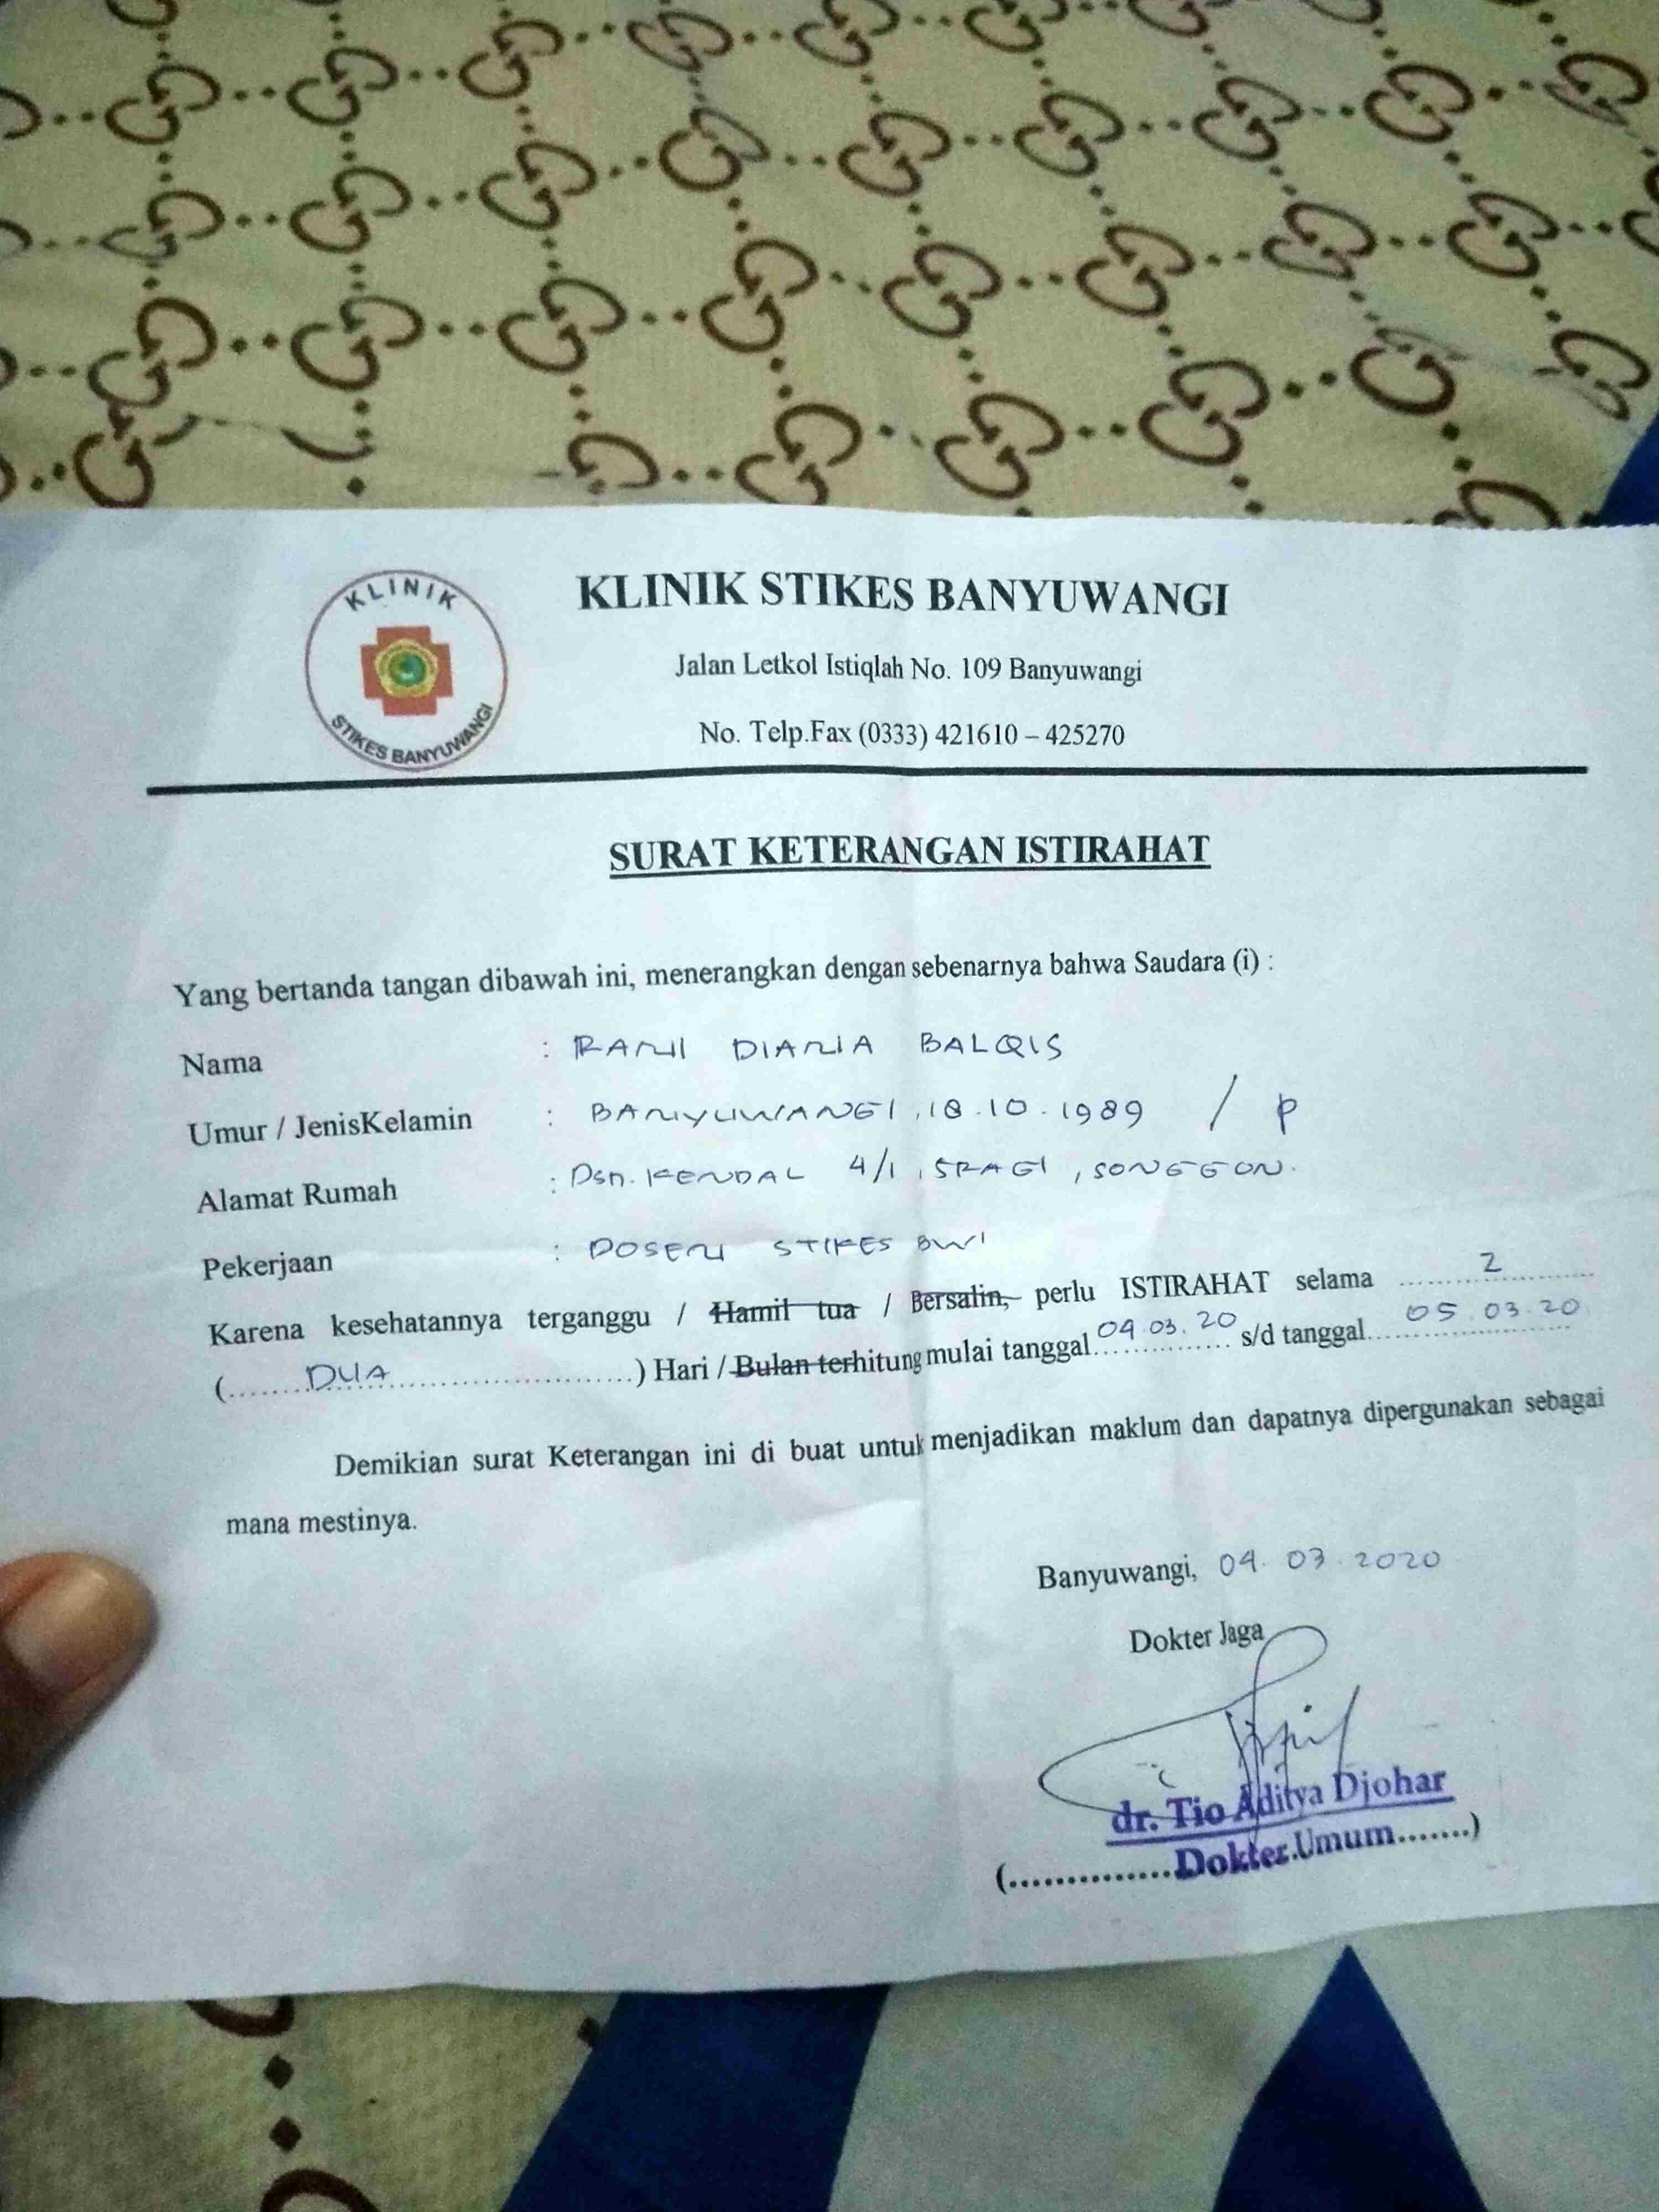 KLINIK
STIKES BANYUWANGI
KLINIK STIKES BANYUWANGI
Jalan Letkol Istiqlah No. 109 Banyuwangi
No. Telp.Fax (0333) 421610 – 425270
SURAT KETERANGAN ISTIRAHAT
Yang bertanda tangan dibawah ini, menerangkan dengan sebenarnya bahwa Saudara (i) :
Nama : RANI DIANA BALQIS
Umur / JenisKelamin : BANYUWANGI, 18.10.1989 / P
Alamat Rumah : Dsn. KENDAL 4/1, SRAGI, SONGGON.
Pekerjaan : DOSEN STIKES BWI
Karena kesehatannya terganggu / Hamil tua / Bersalin, perlu ISTIRAHAT selama 2
(........DUA........) Hari / Bulan terhitung mulai tanggal 04.03.20 s/d tanggal 05.03.20
Demikian surat Keterangan ini di buat untuk menjadikan maklum dan dapatnya dipergunakan sebagai
mana mestinya.
Banyuwangi, 04.03.2020
Dokter Jaga
dr. Tio Aditya Djohar
(...............Dokter Umum.......)